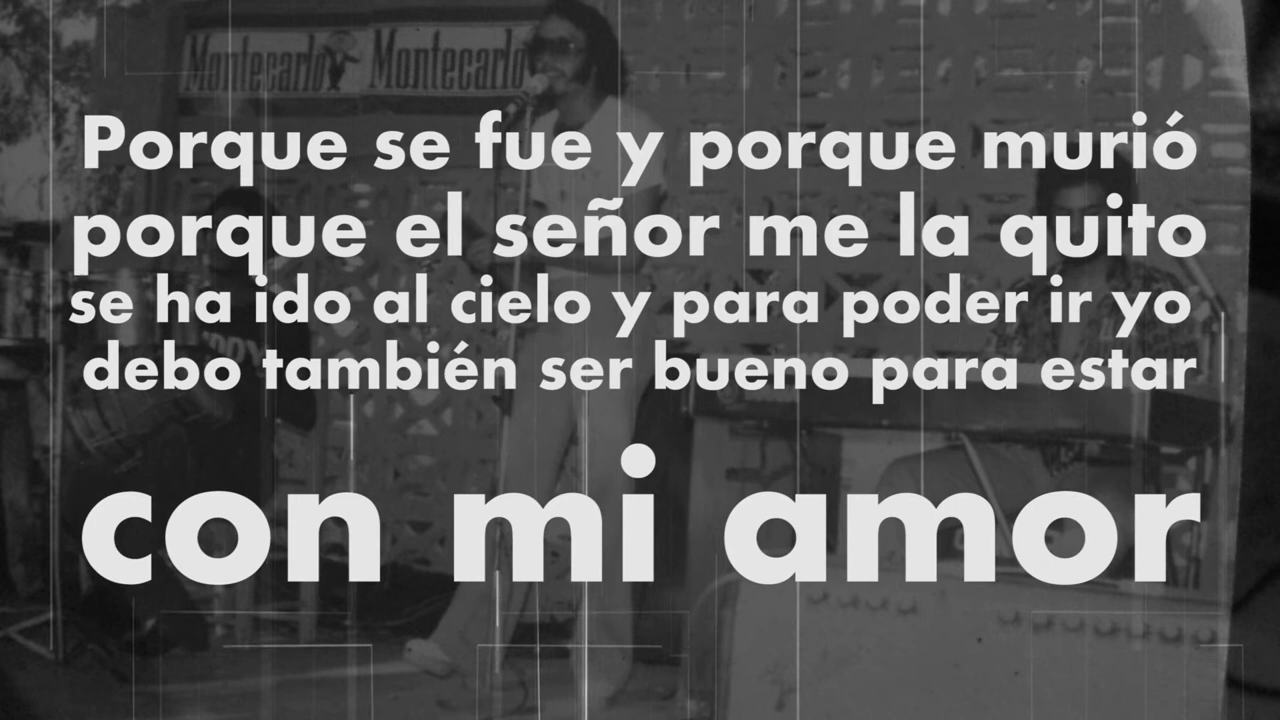 Montecarlo Montecarlo
Porque se fue y porque murió
porque el señor me la quito
se ha ido al cielo y para poder ir yo
debo también ser bueno para estar
con mi amor